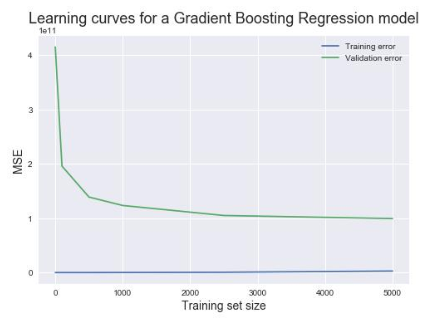 Learning curves for a Gradient Boosting Regression model
1e11
Training error
Validation error
4
3
2
1
0
MSE
0 1000 2000 3000 4000 5000
Training set size